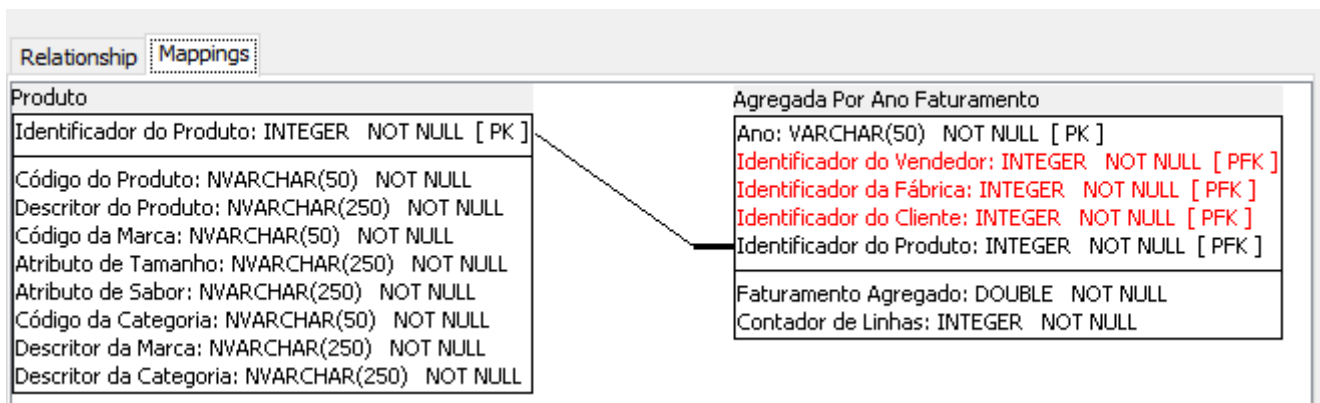 Relationship Mappings
Produto
Identificador do Produto: INTEGER NOT NULL [ PK ]
Código do Produto: NVARCHAR(50) NOT NULL
Descritor do Produto: NVARCHAR(250) NOT NULL
Código da Marca: NVARCHAR(50) NOT NULL
Atributo de Tamanho: NVARCHAR(250) NOT NULL
Atributo de Sabor: NVARCHAR(250) NOT NULL
Código da Categoria: NVARCHAR(50) NOT NULL
Descritor da Marca: NVARCHAR(250) NOT NULL
Descritor da Categoria: NVARCHAR(250) NOT NULL
Agregada Por Ano Faturamento
Ano: VARCHAR(50) NOT NULL [ PK ]
Identificador do Vendedor: INTEGER NOT NULL [ PFK ]
Identificador da Fábrica: INTEGER NOT NULL [ PFK ]
Identificador do Cliente: INTEGER NOT NULL [ PFK ]
Identificador do Produto: INTEGER NOT NULL [ PFK ]
Faturamento Agregado: DOUBLE NOT NULL
Contador de Linhas: INTEGER NOT NULL